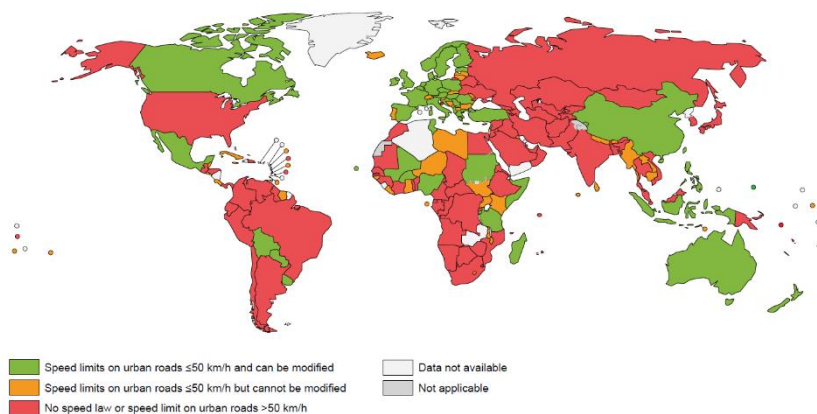 Speed limits on urban roads ≤50 km/h and can be modified
Speed limits on urban roads ≤50 km/h but cannot be modified
No speed law or speed limit on urban roads >50 km/h
Data not available
Not applicable